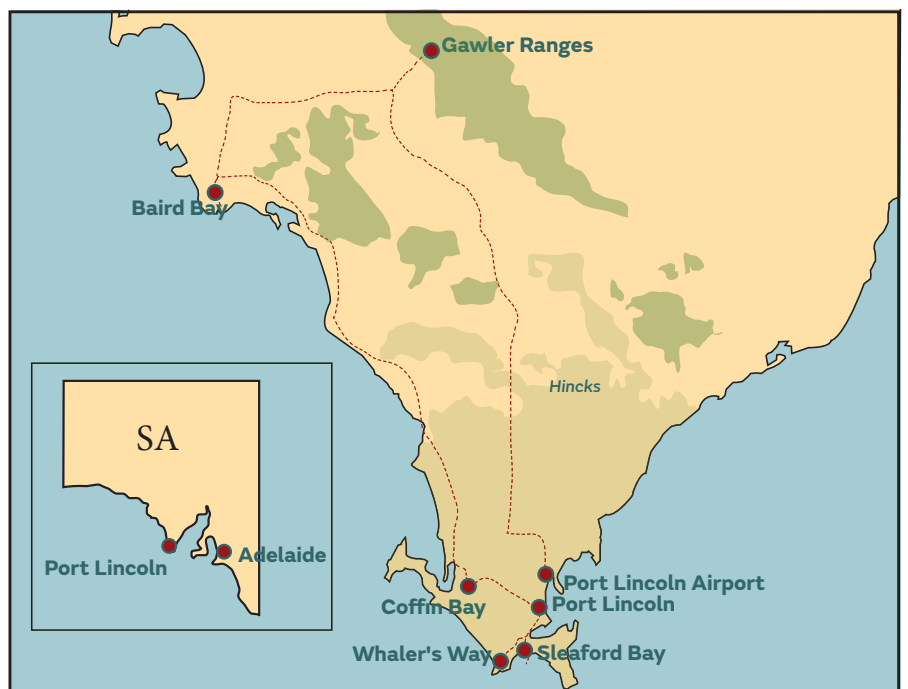 Gawler Ranges
Baird Bay
Hincks
SA
Port Lincoln
Adelaide
Port Lincoln Airport
Coffin Bay
Port Lincoln
Whaler's Way
Sleaford Bay